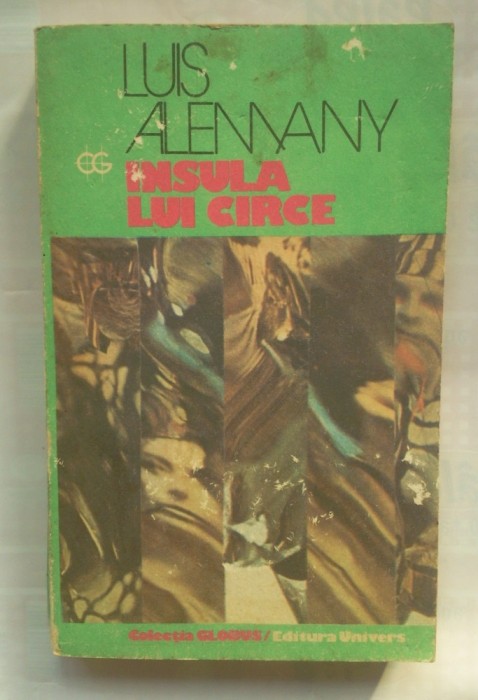 LUIS
ALEMANY
CG
INSULA
LUI CIRCE
Colecția GLOBUS/Editura Univers